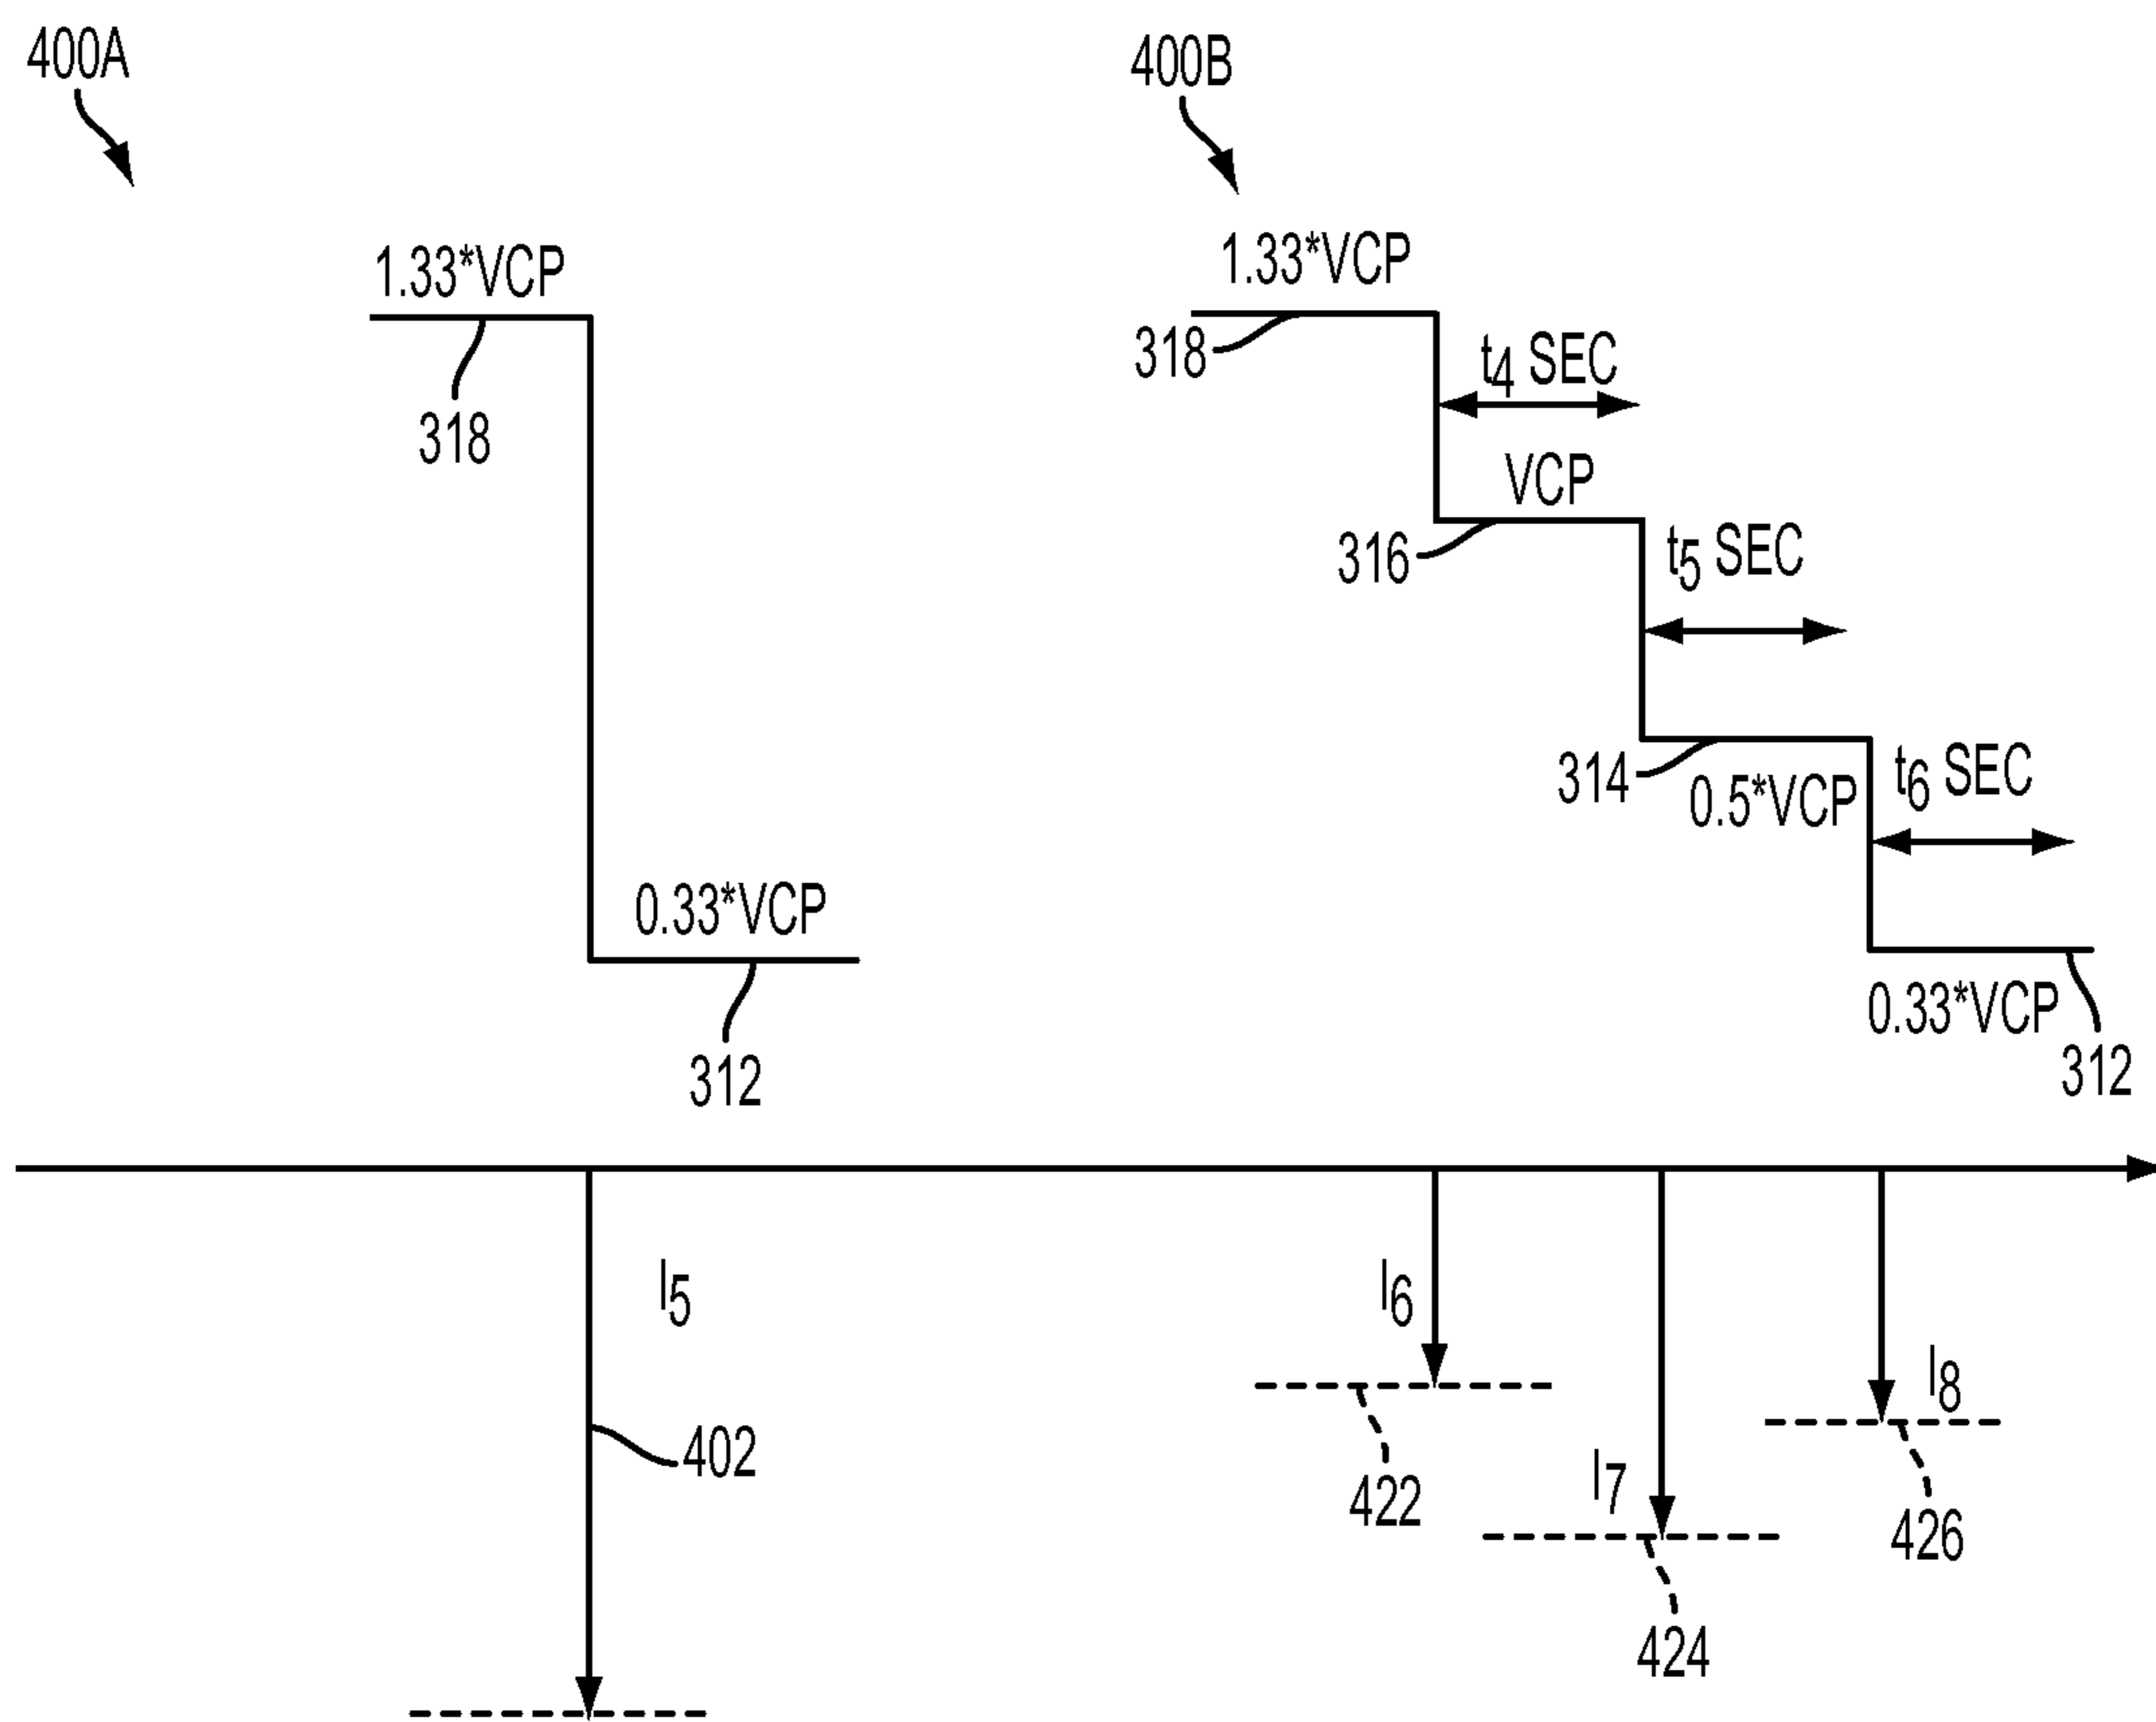 400A
400B
1.33*VCP
318
0.33*VCP
312
1.33*VCP
318
t4 SEC
VCP
316
t5 SEC
314
0.5*VCP
t6 SEC
0.33*VCP
312
I5
402
I6
422
I7
424
I8
426